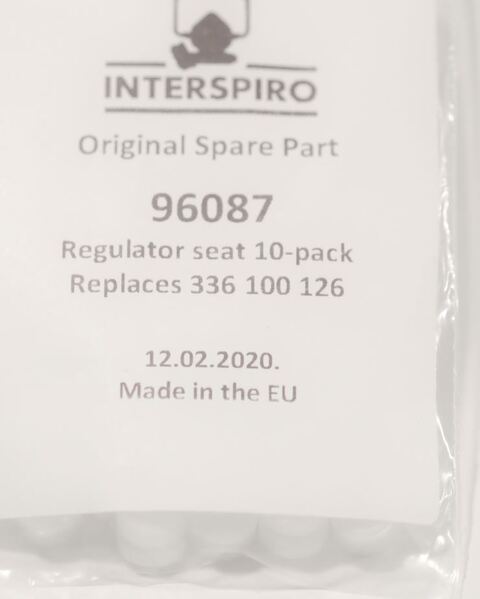 INTERSPIRO
Original Spare Part
96087
Regulator seat 10-pack
Replaces 336 100 126
12.02.2020.
Made in the EU